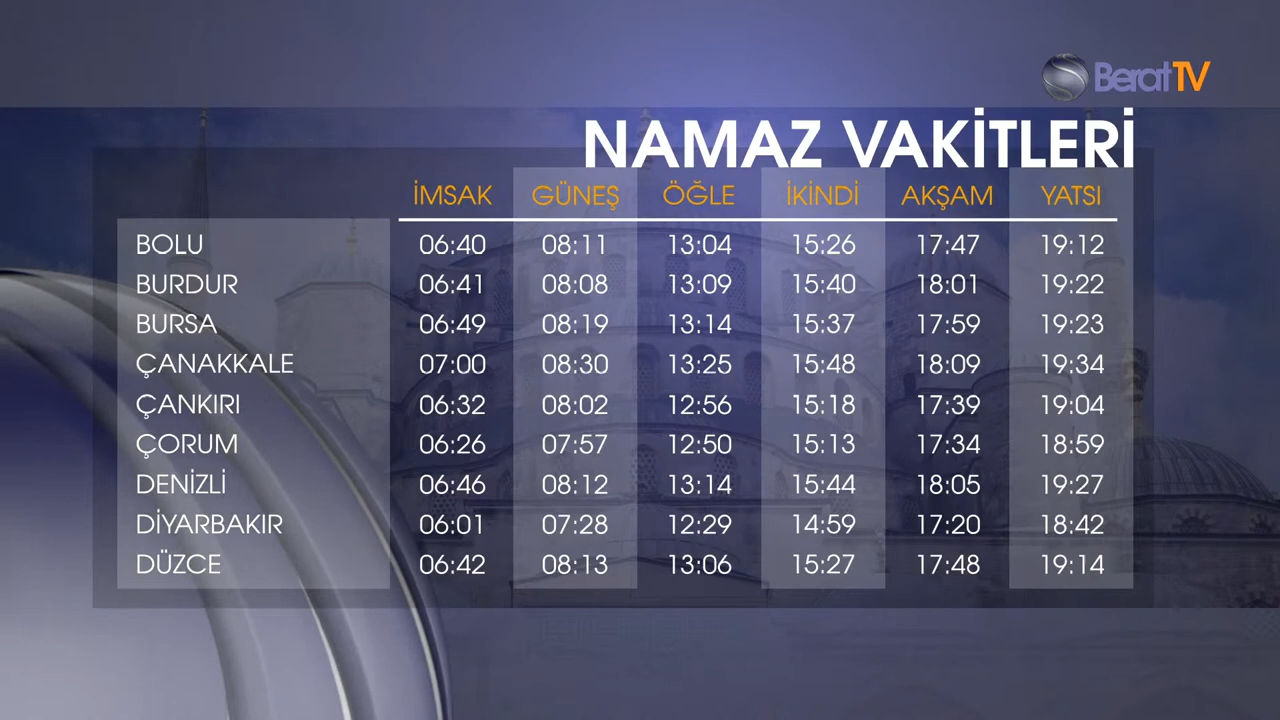 Berat TV
NAMAZ VAKİTLERİ
İMSAK GÜNEŞ ÖĞLE İKİNDİ AKŞAM YATSI
BOLU 06:40 08:11 13:04 15:26 17:47 19:12
BURDUR 06:41 08:08 13:09 15:40 18:01 19:22
BURSA 06:49 08:19 13:14 15:37 17:59 19:23
ÇANAKKALE 07:00 08:30 13:25 15:48 18:09 19:34
ÇANKIRI 06:32 08:02 12:56 15:18 17:39 19:04
ÇORUM 06:26 07:57 12:50 15:13 17:34 18:59
DENİZLİ 06:46 08:12 13:14 15:44 18:05 19:27
DİYARBAKIR 06:01 07:28 12:29 14:59 17:20 18:42
DÜZCE 06:42 08:13 13:06 15:27 17:48 19:14